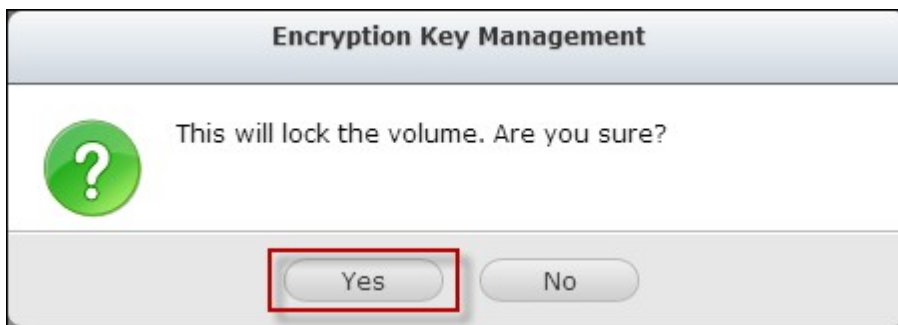 Encryption Key Management
This will lock the volume. Are you sure?
?
Yes No